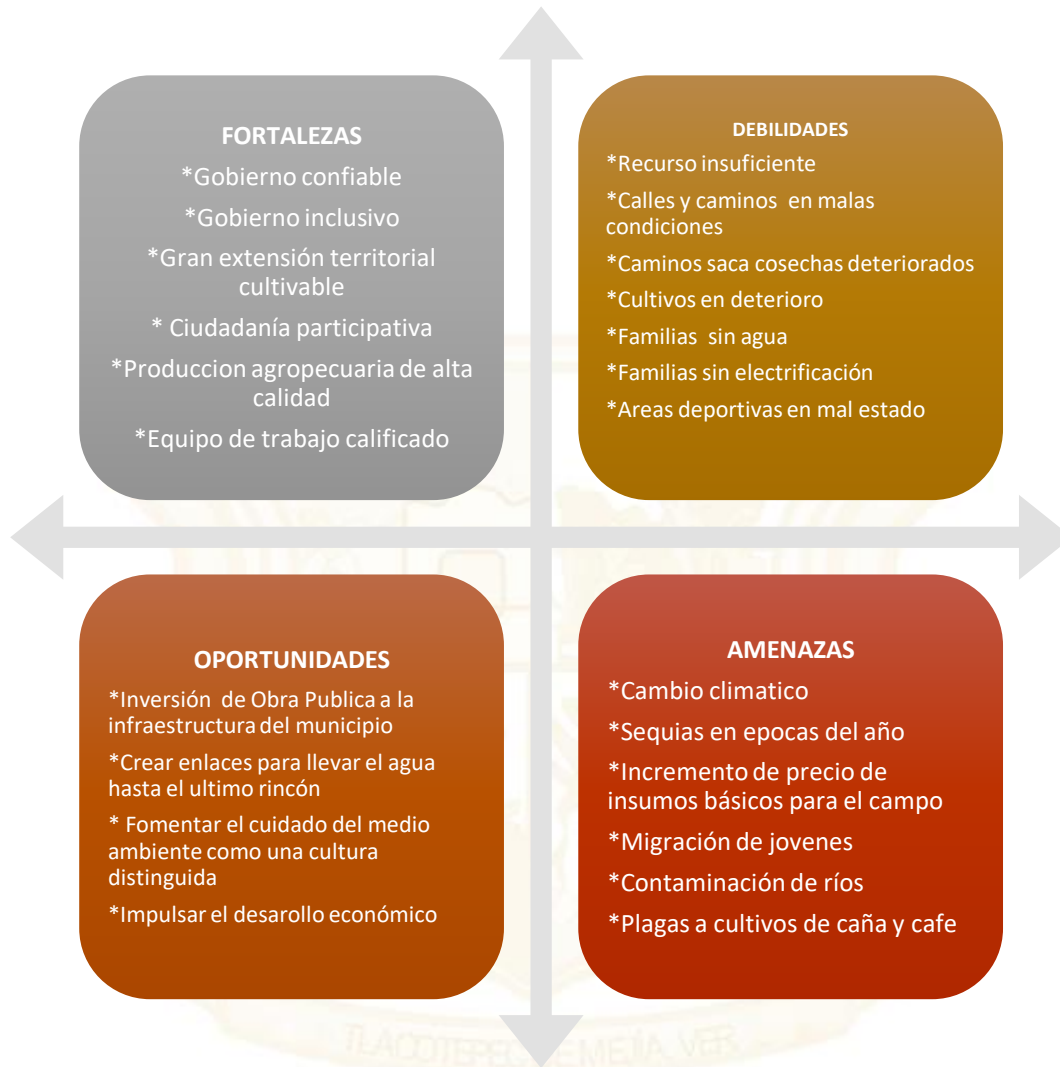 FORTALEZAS
*Gobierno confiable
*Gobierno inclusivo
*Gran extensión territorial
cultivable
* Ciudadanía participativa
*Produccion agropecuaria de alta
calidad
*Equipo de trabajo calificado
DEBILIDADES
*Recurso insuficiente
*Calles y caminos en malas
condiciones
*Caminos saca cosechas deteriorados
*Cultivos en deterioro
*Familias sin agua
*Familias sin electrificación
*Areas deportivas en mal estado
OPORTUNIDADES
*Inversión de Obra Publica a la
infraestructura del municipio
*Crear enlaces para llevar el agua
hasta el ultimo rincón
* Fomentar el cuidado del medio
ambiente como una cultura
distinguida
*Impulsar el desarollo económico
AMENAZAS
*Cambio climatico
*Sequias en epocas del año
*Incremento de precio de
insumos básicos para el campo
*Migración de jovenes
*Contaminación de ríos
*Plagas a cultivos de caña y cafe
TLACOTEPEC DE MEJÍA, VER.